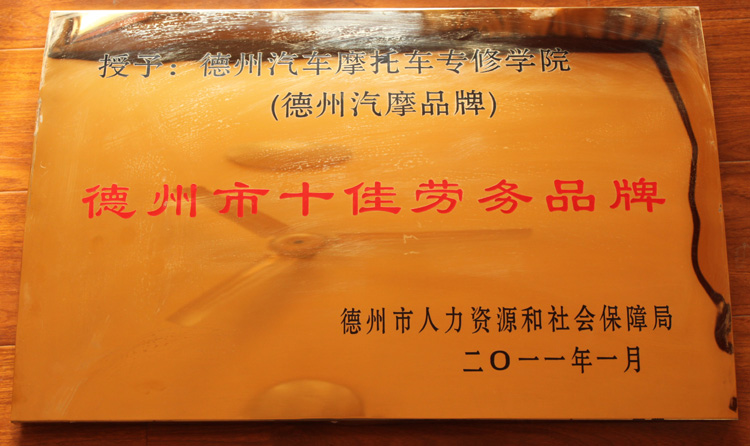 授予：德州汽车摩托车专修学院
(德州汽摩品牌)
德州市十佳劳务品牌
德州市人力资源和社会保障局
二O一一年一月